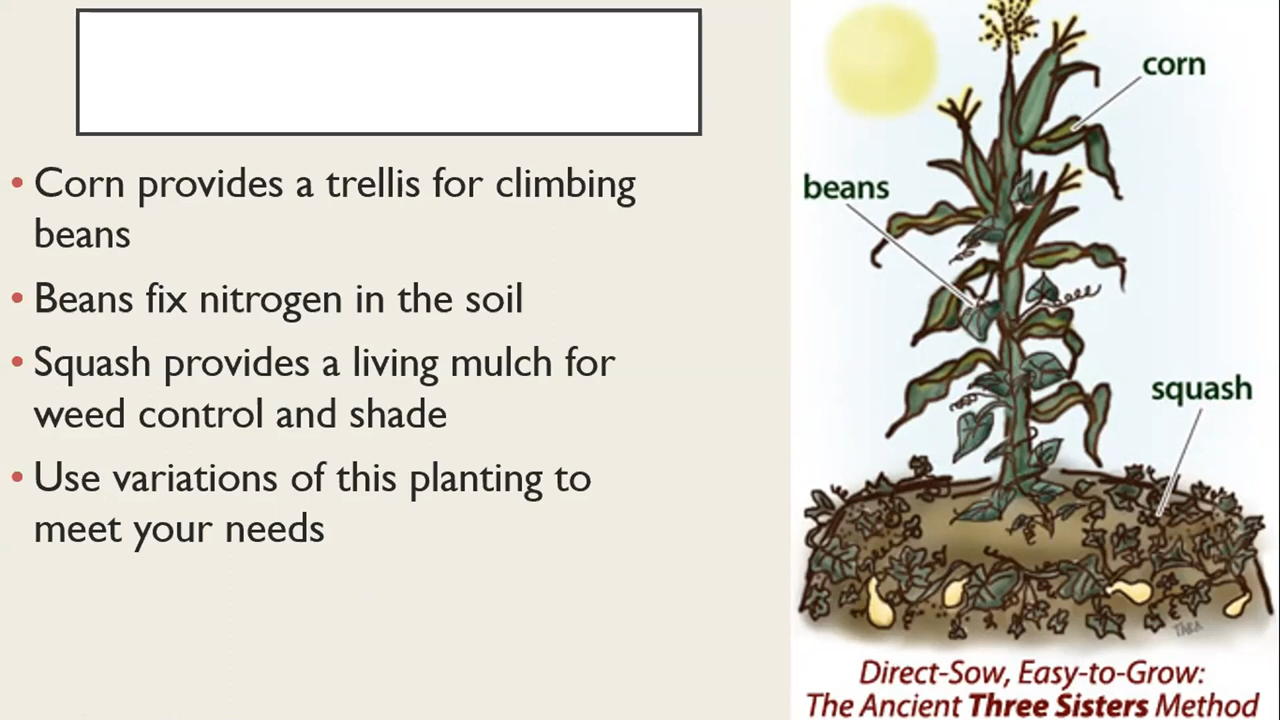 • Corn provides a trellis for climbing
beans
• Beans fix nitrogen in the soil
• Squash provides a living mulch for
weed control and shade
• Use variations of this planting to
meet your needs
corn
beans
squash
TARA
Direct-Sow, Easy-to-Grow:
The Ancient Three Sisters Method